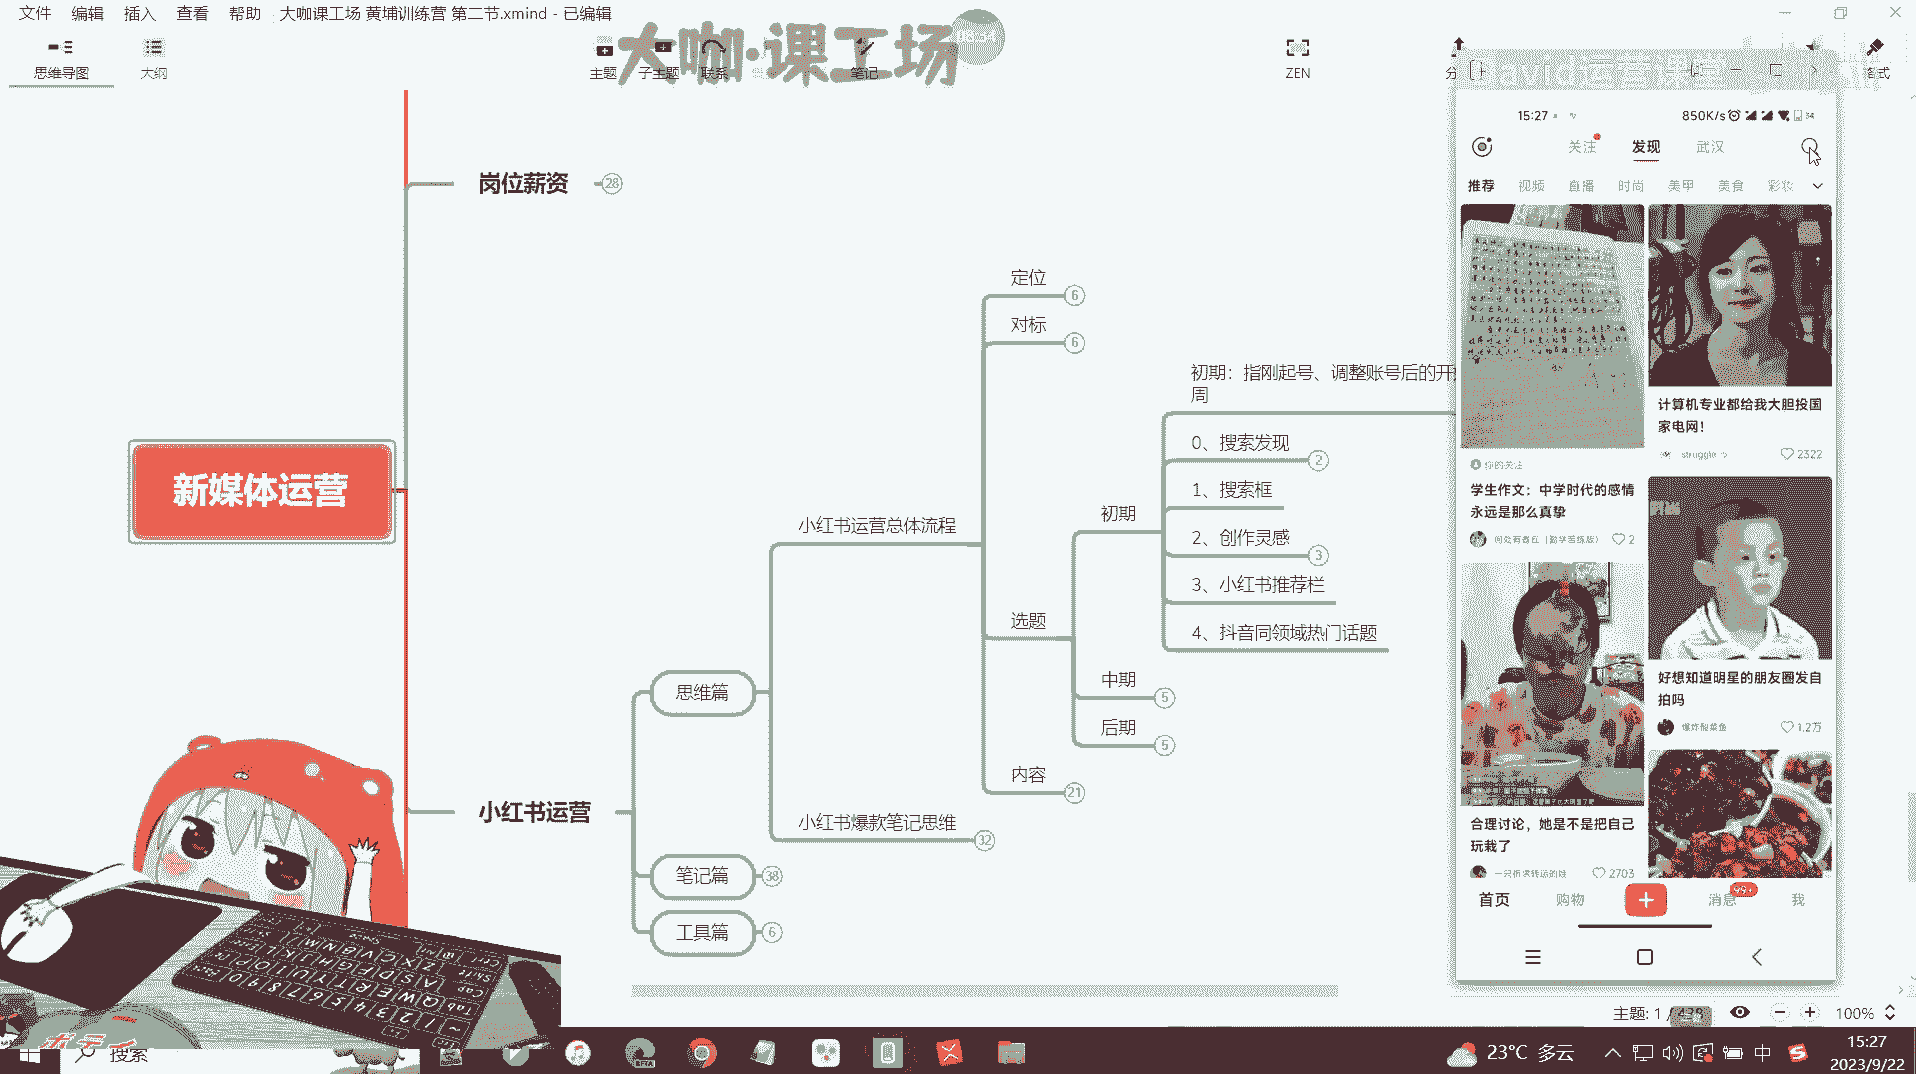 文件 编辑 插入 查看 帮助 大咖课工场 黄埔训练营 第二节.xmind - 已编辑
思维导图
大纲
主题
子主题
联系
笔记
大咖·课工场
ZEN
岗位薪资
28
新媒体运营
小红书运营
思维篇
小红书运营总体流程
定位
6
对标
6
选题
初期
初期：指刚起号、调整账号后的开
周
0、搜索发现
2
1、搜索框
2、创作灵感
3
3、小红书推荐栏
4、抖音同领域热门话题
中期
5
后期
5
内容
21
小红书爆款笔记思维
32
笔记篇
38
工具篇
6
15:27
850K/s
34
关注 发现 武汉
推荐 视频 直播 时尚 美甲 美食 彩妆
计算机专业都给我大胆投国
家电网！
struggle
2322
你的关注
学生作文：中学时代的感情
永远是那么真挚
2
好想知道明星的朋友圈发自
拍吗
1.2万
合理讨论，她是不是把自己
玩栽了
2703
首页 购物 消息 99+ 我
主题: 1 /
100%
搜索
23°C 多云
中
15:27
2023/9/22